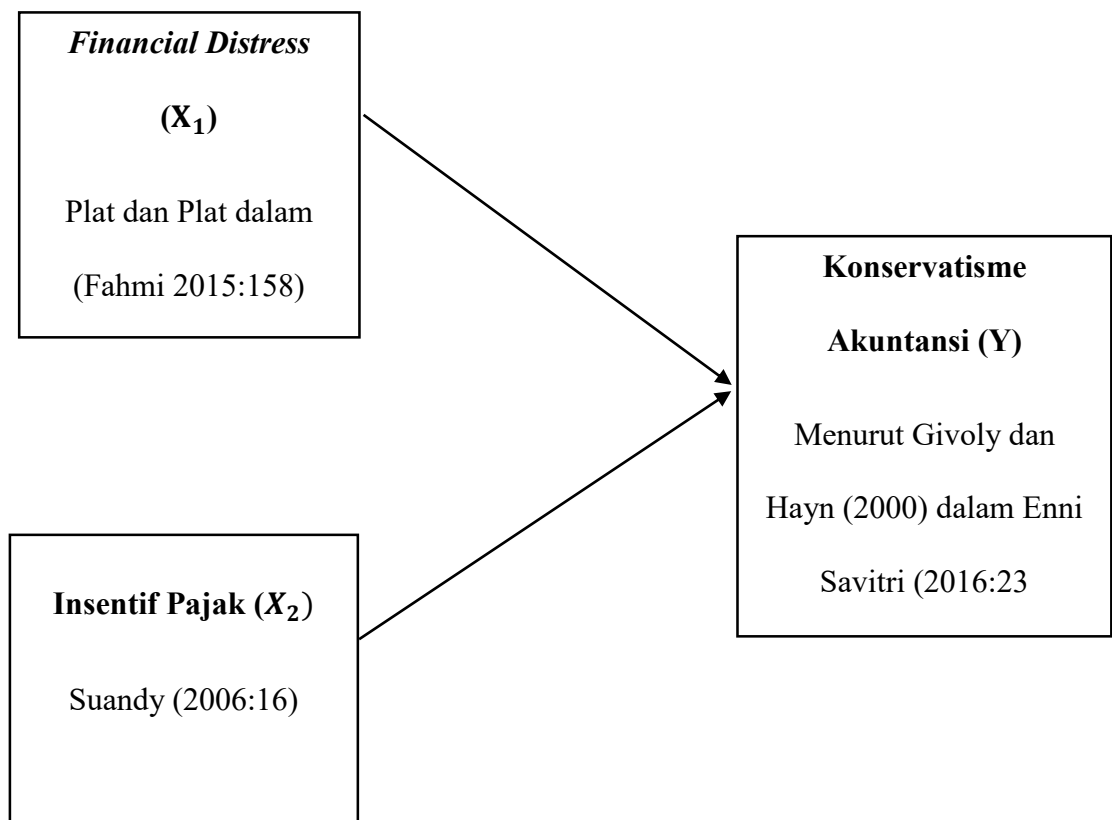 Financial Distress
(X₁)
Plat dan Plat dalam
(Fahmi 2015:158)
Konservatisme
Akuntansi (Y)
Menurut Givoly dan
Hayn (2000) dalam Enni
Savitri (2016:23
Insentif Pajak (X₂)
Suandy (2006:16)